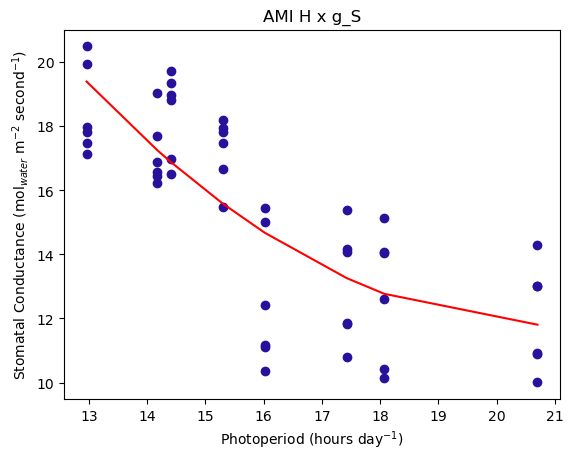 AMI H x g_S
Stomatal Conductance (mol_{water} m^{−2} second^{−1})
20
18
16
14
12
10
13 14 15 16 17 18 19 20 21
Photoperiod (hours day^{−1})